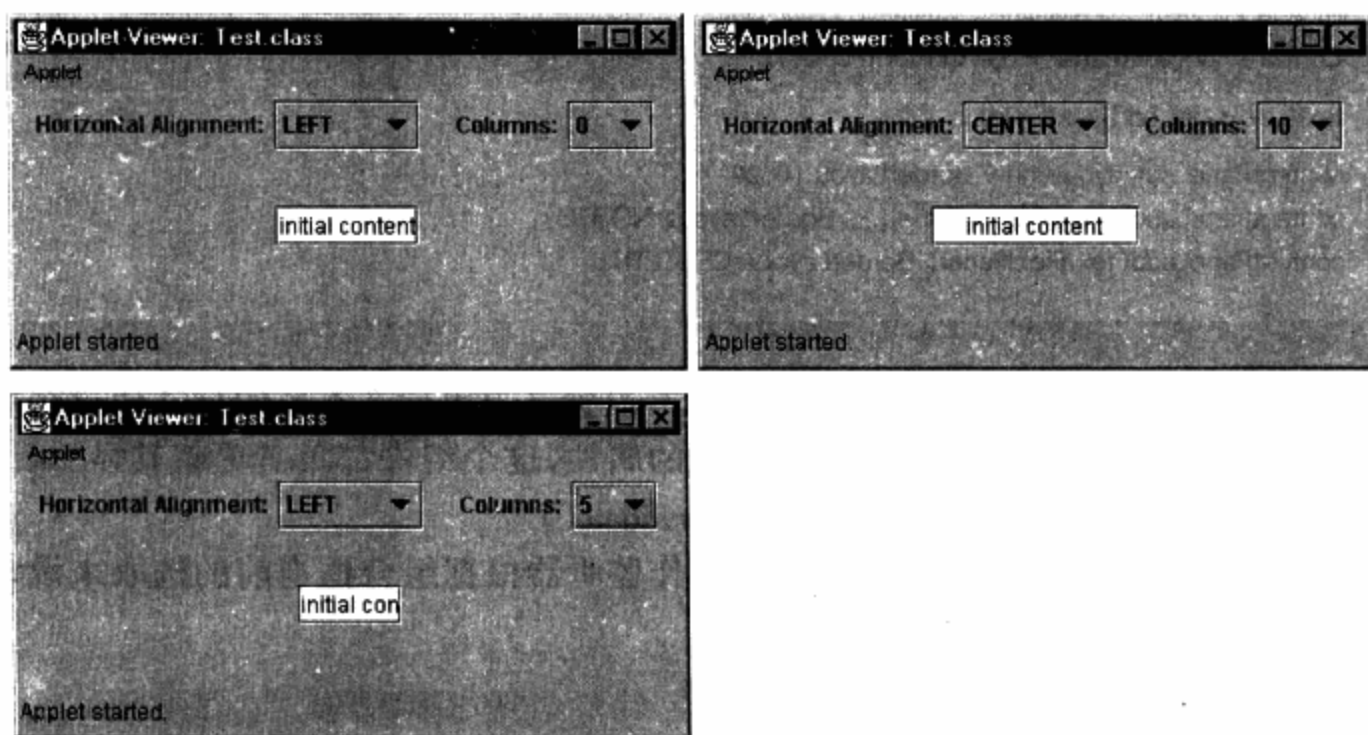 Applet Viewer: Test.class
Applet
Horizontal Alignment: LEFT Columns: 0
initial content
Applet started.
Applet Viewer: Test.class
Applet
Horizontal Alignment: CENTER Columns: 10
initial content
Applet started.
Applet Viewer: Test.class
Applet
Horizontal Alignment: LEFT Columns: 5
initial con
Applet started.